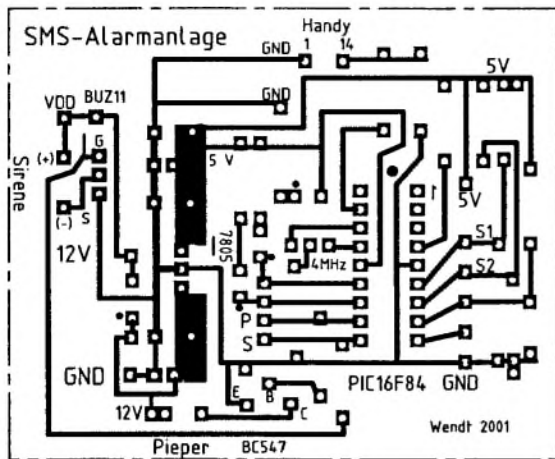 SMS-Alarmanlage
Handy
GND 1 14
VDD BUZ11
GND
5V
(+) G
5 V
Sirene
1
5V
(-) S
7805
S1
12V
4MHz
S2
P
S
GND
E B
PIC16F84 GND
12V
C
Wendt 2001
Pieper BC547